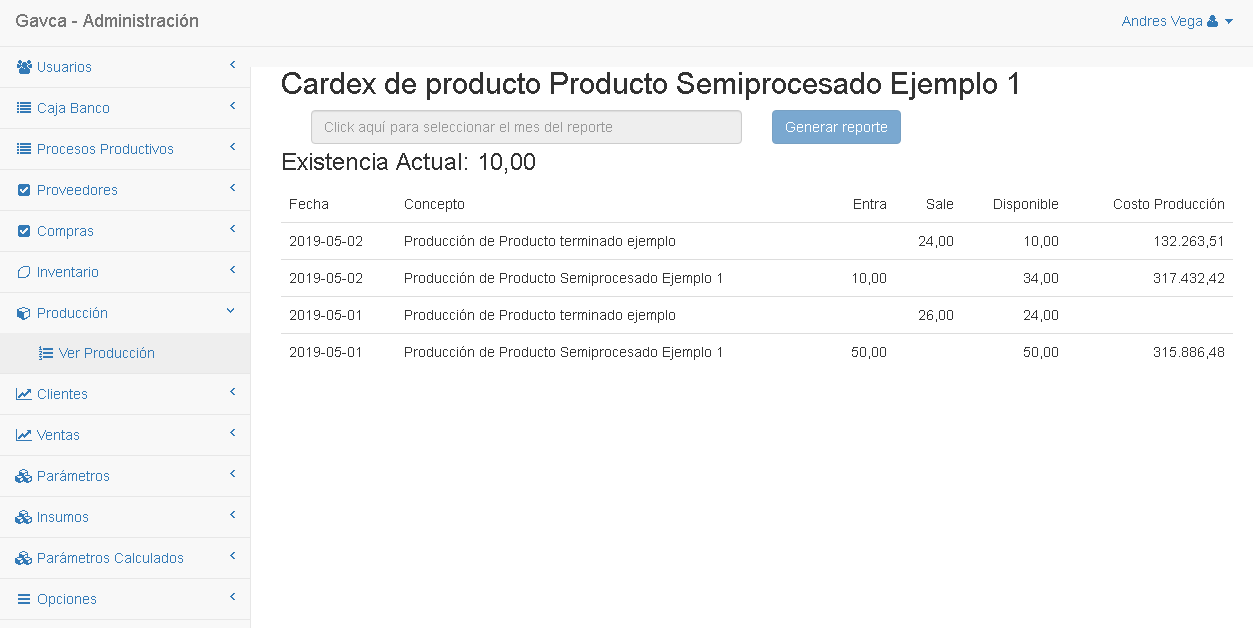 Gavca - Administración
Andres Vega
Usuarios
Caja Banco
Procesos Productivos
Proveedores
Compras
Inventario
Producción
Ver Producción
Clientes
Ventas
Parámetros
Insumos
Parámetros Calculados
Opciones
Cardex de producto Producto Semiprocesado Ejemplo 1
Click aquí para seleccionar el mes del reporte Generar reporte
Existencia Actual: 10,00
Fecha Concepto Entra Sale Disponible Costo Producción
2019-05-02 Producción de Producto terminado ejemplo 24,00 10,00 132.263,51
2019-05-02 Producción de Producto Semiprocesado Ejemplo 1 10,00 34,00 317.432,42
2019-05-01 Producción de Producto terminado ejemplo 26,00 24,00
2019-05-01 Producción de Producto Semiprocesado Ejemplo 1 50,00 50,00 315.886,48